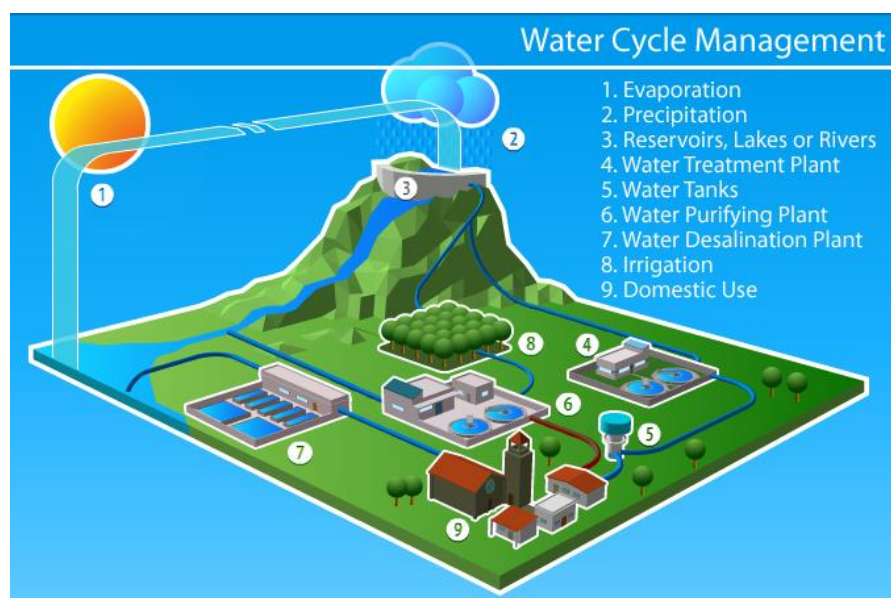 Water Cycle Management
1. Evaporation
2. Precipitation
3. Reservoirs, Lakes or Rivers
4. Water Treatment Plant
5. Water Tanks
6. Water Purifying Plant
7. Water Desalination Plant
8. Irrigation
9. Domestic Use
1
2
3
4
5
6
7
8
9